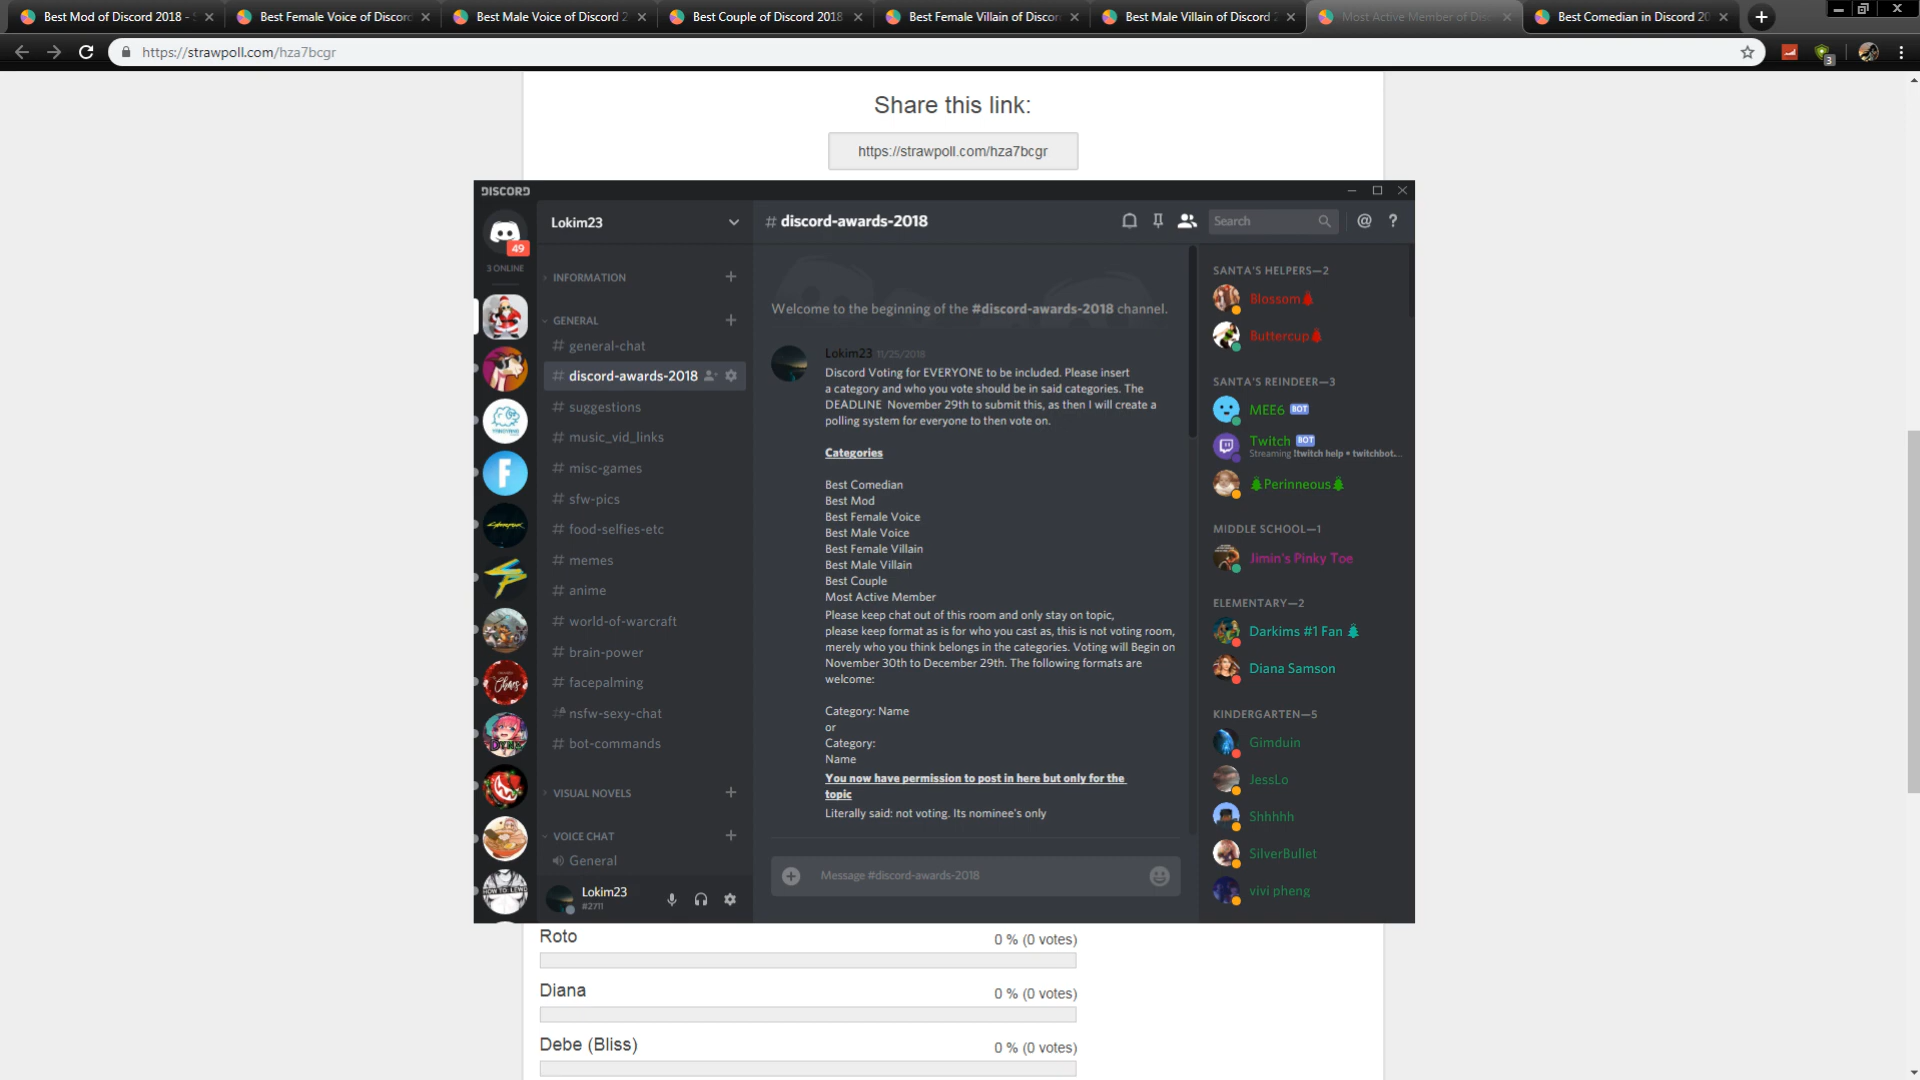 Best Mod of Discord 2018 -
Best Female Voice of Discord
Best Male Voice of Discord 2
Best Couple of Discord 2018
Best Female Villain of Discor
Best Male Villain of Discord
Most Active Member of Disc
Best Comedian in Discord 20
https://strawpoll.com/hza7bcgr
3
Share this link:
https://strawpoll.com/hza7bcgr
DISCORD
49
3 ONLINE
Lokim23
INFORMATION
GENERAL
# general-chat
# discord-awards-2018
# suggestions
# music_vid_links
# misc-games
# sfw-pics
# food-selfies-etc
# memes
# anime
# world-of-warcraft
# brain-power
# facepalming
# nsfw-sexy-chat
# bot-commands
VISUAL NOVELS
VOICE CHAT
General
Lokim23
#2711
# discord-awards-2018
Search
@ ?
Welcome to the beginning of the #discord-awards-2018 channel.
Lokim23 11/25/2018
Discord Voting for EVERYONE to be included. Please insert
a category and who you vote should be in said categories. The
DEADLINE November 29th to submit this, as then I will create a
polling system for everyone to then vote on.
Categories
Best Comedian
Best Mod
Best Female Voice
Best Male Voice
Best Female Villain
Best Male Villain
Best Couple
Most Active Member
Please keep chat out of this room and only stay on topic,
please keep format as is for who you cast as, this is not voting room,
merely who you think belongs in the categories. Voting will Begin on
November 30th to December 29th. The following formats are
welcome:
Category: Name
or
Category:
Name
You now have permission to post in here but only for the
topic
Literally said: not voting. Its nominee's only
Message #discord-awards-2018
SANTA'S HELPERS—2
Blossom
Buttercup
SANTA'S REINDEER—3
MEE6 BOT
Twitch BOT
Streaming !twitch help • twitchbot...
Perinneous
MIDDLE SCHOOL—1
Jimin's Pinky Toe
ELEMENTARY—2
Darkims #1 Fan
Diana Samson
KINDERGARTEN—5
Gimduin
JessLo
Shhhhh
SilverBullet
vivi pheng
Roto
0 % (0 votes)
Diana
0 % (0 votes)
Debe (Bliss)
0 % (0 votes)